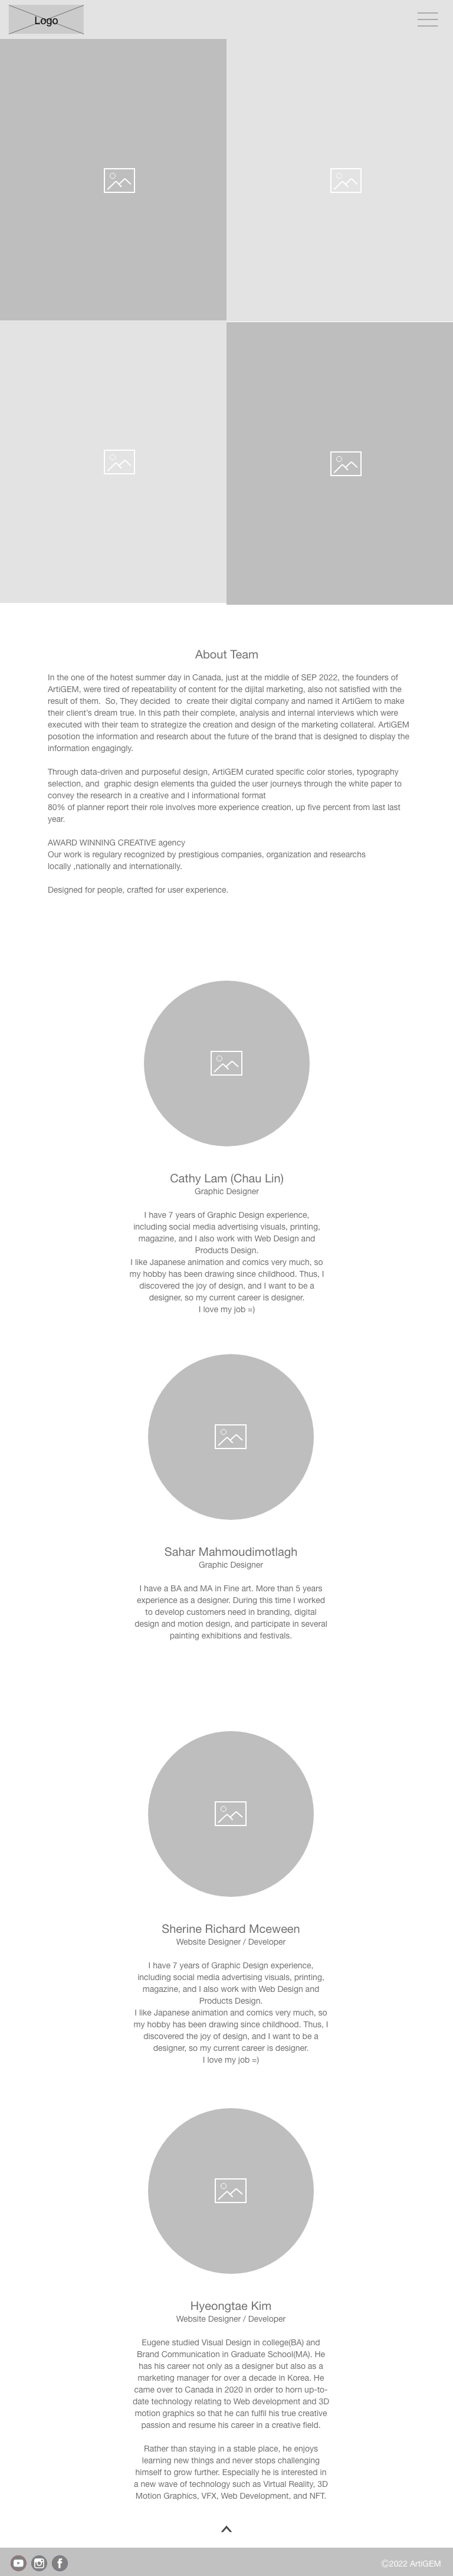 Logo
About Team
In the one of the hotest summer day in Canada, just at the middle of SEP 2022, the founders of
ArtiGEM, were tired of repeatability of content for the dijital marketing, also not satisfied with the
result of them.  So, They decided  to  create their digital company and named it ArtiGem to make
their client's dream true. In this path their complete, analysis and internal interviews which were
executed with their team to strategize the creation and design of the marketing collateral. ArtiGEM
posotion the information and research about the future of the brand that is designed to display the
information engagingly.
Through data-driven and purposeful design, ArtiGEM curated specific color stories, typography
selection, and  graphic design elements tha guided the user journeys through the white paper to
convey the research in a creative and I informational format
80% of planner report their role involves more experience creation, up five percent from last last
year.
AWARD WINNING CREATIVE agency
Our work is regulary recognized by prestigious companies, organization and researchs
locally ,nationally and internationally.
Designed for people, crafted for user experience.
Cathy Lam (Chau Lin)
Graphic Designer
I have 7 years of Graphic Design experience,
including social media advertising visuals, printing,
magazine, and I also work with Web Design and
Products Design.
I like Japanese animation and comics very much, so
my hobby has been drawing since childhood. Thus, I
discovered the joy of design, and I want to be a
designer, so my current career is designer.
I love my job =)
Sahar Mahmoudimotlagh
Graphic Designer
I have a BA and MA in Fine art. More than 5 years
experience as a designer. During this time I worked
to develop customers need in branding, digital
design and motion design, and participate in several
painting exhibitions and festivals.
Sherine Richard Mceween
Website Designer / Developer
I have 7 years of Graphic Design experience,
including social media advertising visuals, printing,
magazine, and I also work with Web Design and
Products Design.
I like Japanese animation and comics very much, so
my hobby has been drawing since childhood. Thus, I
discovered the joy of design, and I want to be a
designer, so my current career is designer.
I love my job =)
Hyeongtae Kim
Website Designer / Developer
Eugene studied Visual Design in college(BA) and
Brand Communication in Graduate School(MA). He
has his career not only as a designer but also as a
marketing manager for over a decade in Korea. He
came over to Canada in 2020 in order to horn up-to-
date technology relating to Web development and 3D
motion graphics so that he can fulfil his true creative
passion and resume his career in a creative field.
Rather than staying in a stable place, he enjoys
learning new things and never stops challenging
himself to grow further. Especially he is interested in
a new wave of technology such as Virtual Reality, 3D
Motion Graphics, VFX, Web Development, and NFT.
©2022 ArtiGEM